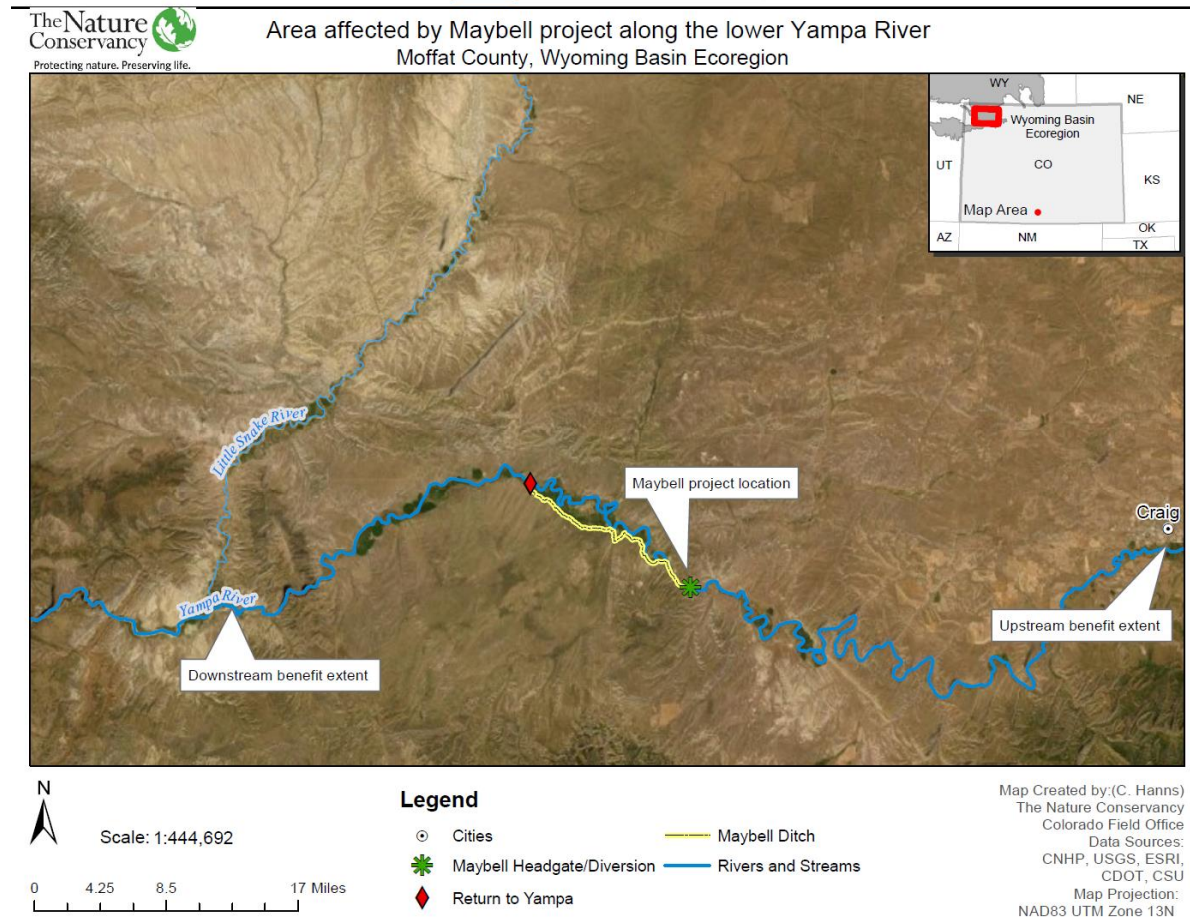 The Nature
Conservancy
Protecting nature. Preserving life.
Area affected by Maybell project along the lower Yampa River
Moffat County, Wyoming Basin Ecoregion
WY
NE
Wyoming Basin
Ecoregion
UT
CO
KS
Map Area
AZ
NM
OK
TX
Little Snake River
Maybell project location
Craig
Yampa River
Upstream benefit extent
Downstream benefit extent
N
Scale: 1:444,692
0 4.25 8.5 17 Miles
Legend
Cities
Maybell Headgate/Diversion
Return to Yampa
Maybell Ditch
Rivers and Streams
Map Created by:(C. Hanns)
The Nature Conservancy
Colorado Field Office
Data Sources:
CNHP, USGS, ESRI,
CDOT, CSU
Map Projection:
NAD83 UTM Zone 13N